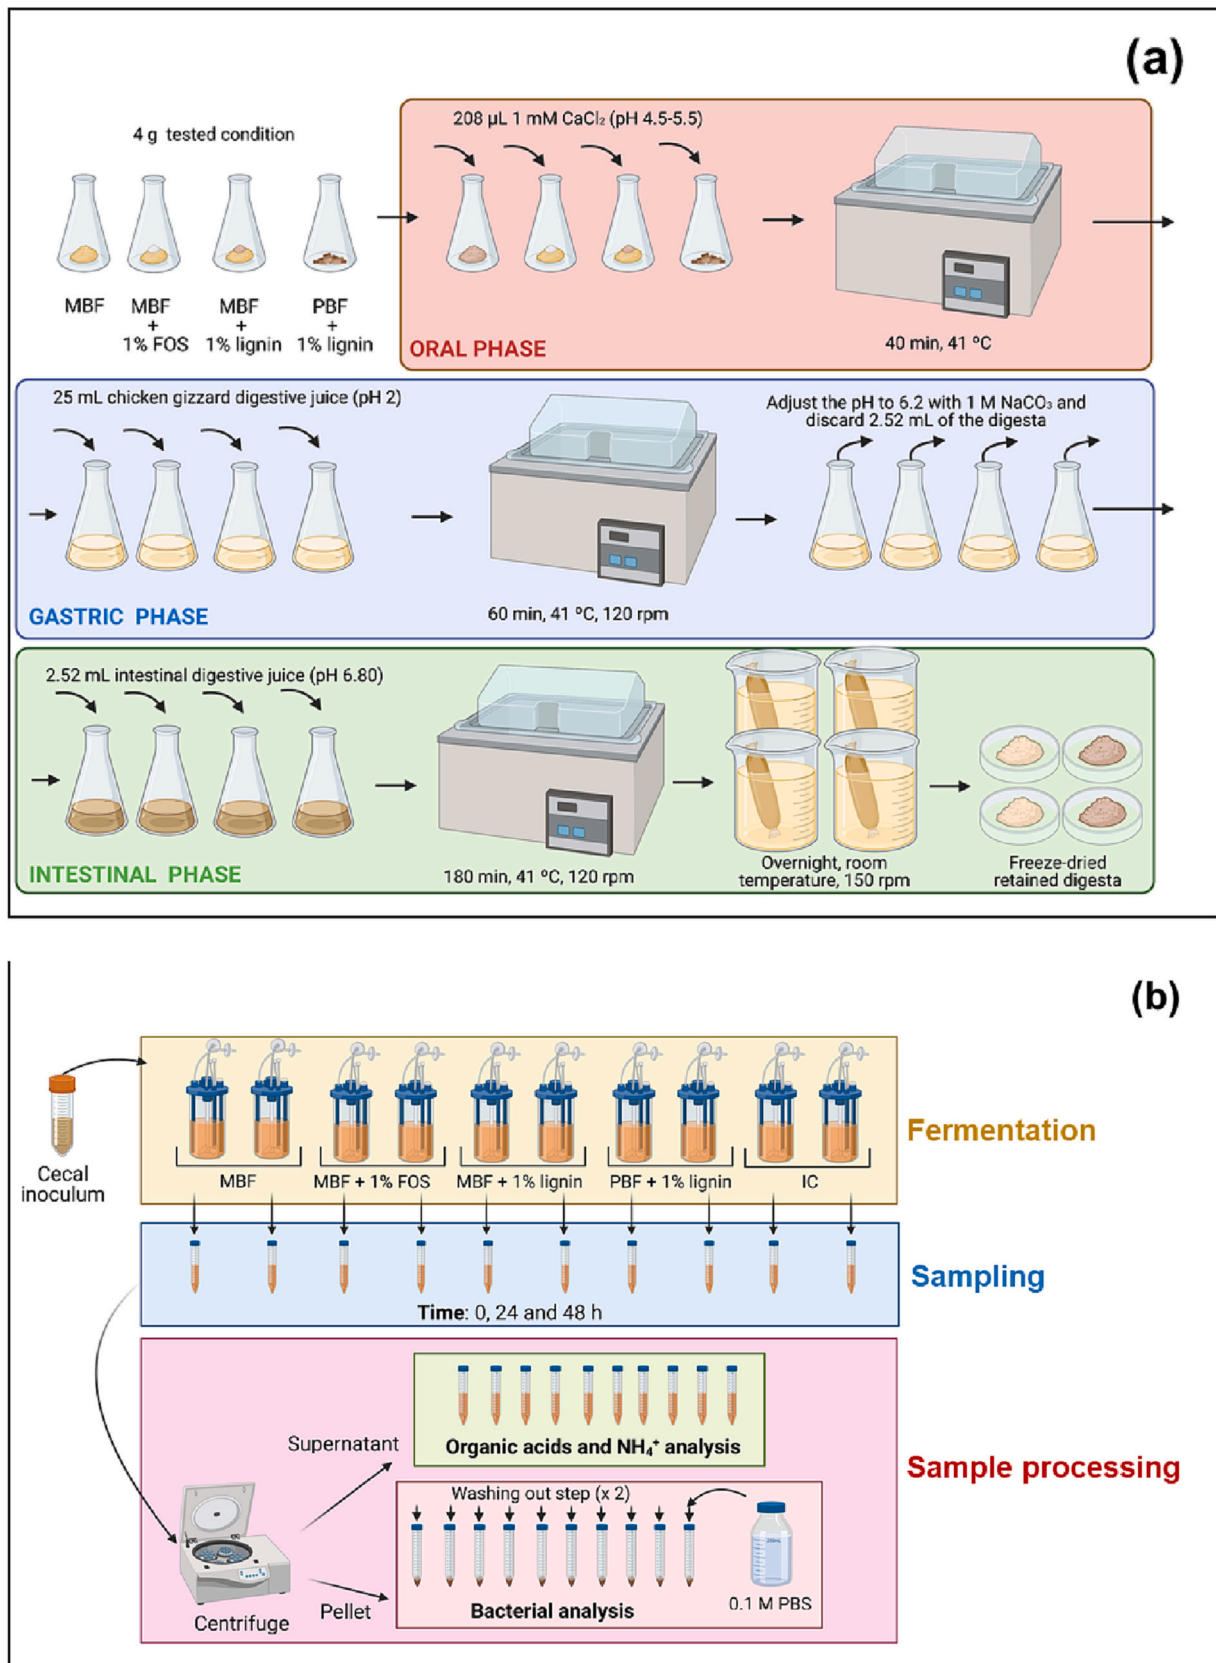 (a)
4 g tested condition
MBF
MBF
+
1% FOS
MBF
+
1% lignin
PBF
+
1% lignin
208 µL 1 mM CaCl₂ (pH 4.5-5.5)
ORAL PHASE
40 min, 41 ºC
25 mL chicken gizzard digestive juice (pH 2)
Adjust the pH to 6.2 with 1 M NaCO₃ and
discard 2.52 mL of the digesta
GASTRIC PHASE
60 min, 41 ºC, 120 rpm
2.52 mL intestinal digestive juice (pH 6.80)
INTESTINAL PHASE
180 min, 41 ºC, 120 rpm
Overnight, room
temperature, 150 rpm
Freeze-dried
retained digesta
(b)
Cecal
inoculum
MBF
MBF + 1% FOS
MBF + 1% lignin
PBF + 1% lignin
IC
Fermentation
Sampling
Time: 0, 24 and 48 h
Supernatant
Organic acids and NH₄⁺ analysis
Sample processing
Washing out step (x 2)
Centrifuge
Pellet
Bacterial analysis
0.1 M PBS